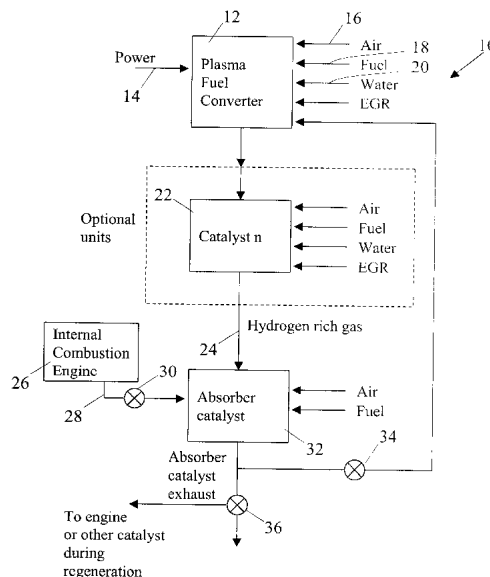 12
16
Power
14
Plasma
Fuel
Converter
Air
18
Fuel
20
Water
EGR
Optional
units
22
Catalyst n
Air
Fuel
Water
EGR
24
Hydrogen rich gas
Internal
Combustion
Engine
26
28
30
Absorber
catalyst
32
Air
Fuel
34
Absorber
catalyst
exhaust
36
To engine
or other catalyst
during
regeneration